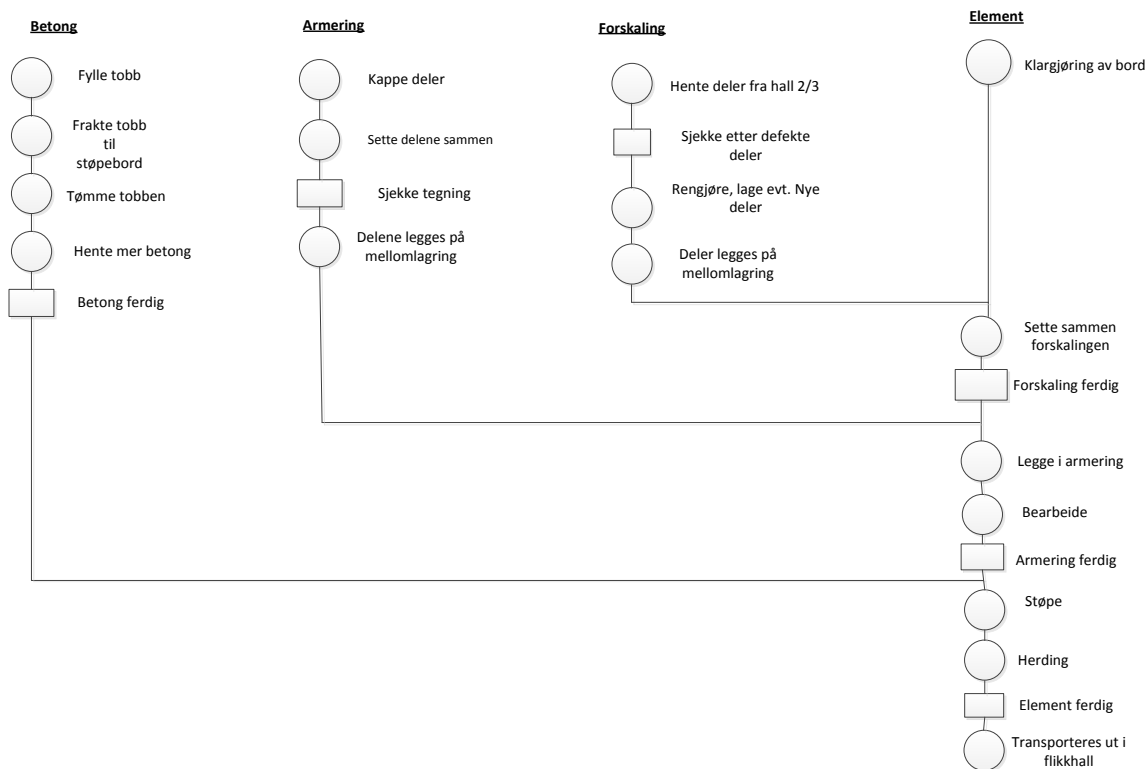 Betong
Fylle tobb
Frakte tobb
til
støpebord
Tømme tobben
Hente mer betong
Betong ferdig
Armering
Kappe deler
Sette delene sammen
Sjekke tegning
Delene legges på
mellomlagring
Forskaling
Hente deler fra hall 2/3
Sjekke etter defekte
deler
Rengjøre, lage evt. Nye
deler
Deler legges på
mellomlagring
Element
Klargjøring av bord
Sette sammen
forskalingen
Forskaling ferdig
Legge i armering
Bearbeide
Armering ferdig
Støpe
Herding
Element ferdig
Transporteres ut i
flikkhall